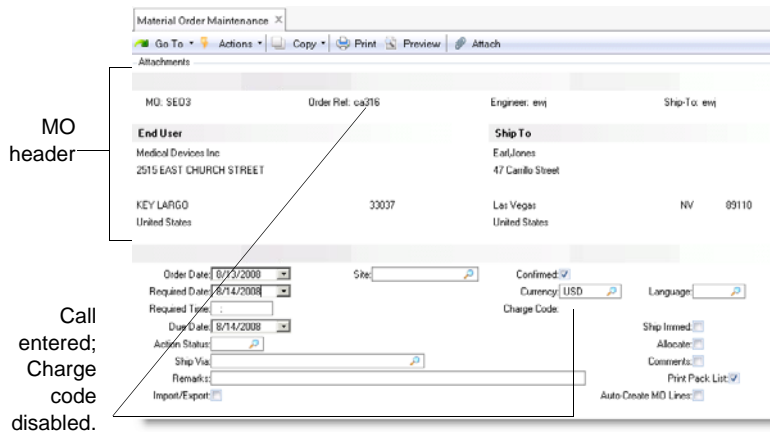 Material Order Maintenance X
Go To Actions Copy Print Preview Attach
Attachments
MO: SEO3 Order Ref: ca316 Engineer: ewj Ship-To: ewj
MO
header
End User Ship To
Medical Devices Inc Earl,Jones
2515 EAST CHURCH STREET 47 Carrillo Street
KEY LARGO 33037 Las Vegas NV 89110
United States United States
Order Date: 8/13/2008 Site: Confirmed:
Required Date: 8/14/2008 Currency: USD Language:
Required Time: : Charge Code:
Due Date: 8/14/2008 Ship Immed:
Action Status: Allocate:
Ship Via: Comments:
Remarks: Print Pack List:
Import/Export: Auto-Create MO Lines:
Call
entered;
Charge
code
disabled.